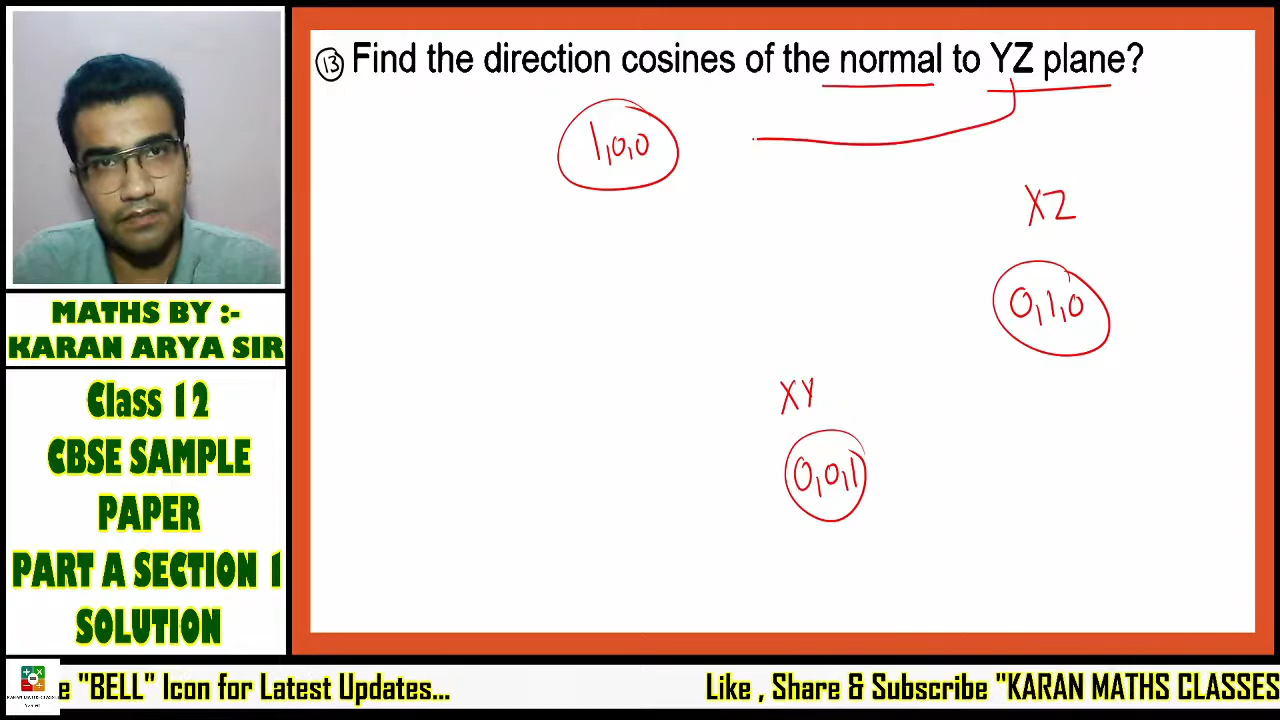 13 Find the direction cosines of the normal to YZ plane?
1,0,0
XZ
0,1,0
XY
0,0,1
MATHS BY :-
KARAN ARYA SIR
Class 12
CBSE SAMPLE
PAPER
PART A SECTION 1
SOLUTION
e "BELL" Icon for Latest Updates...
Like , Share & Subscribe "KARAN MATHS CLASSES